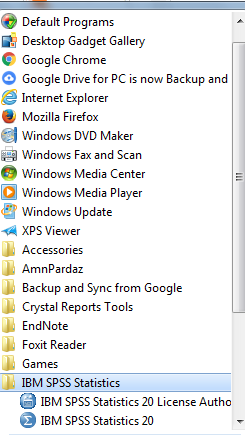 Default Programs
Desktop Gadget Gallery
Google Chrome
Google Drive for PC is now Backup and
Internet Explorer
Mozilla Firefox
Windows DVD Maker
Windows Fax and Scan
Windows Media Center
Windows Media Player
Windows Update
XPS Viewer
Accessories
AmnPardaz
Backup and Sync from Google
Crystal Reports Tools
EndNote
Foxit Reader
Games
IBM SPSS Statistics
IBM SPSS Statistics 20 License Autho
IBM SPSS Statistics 20